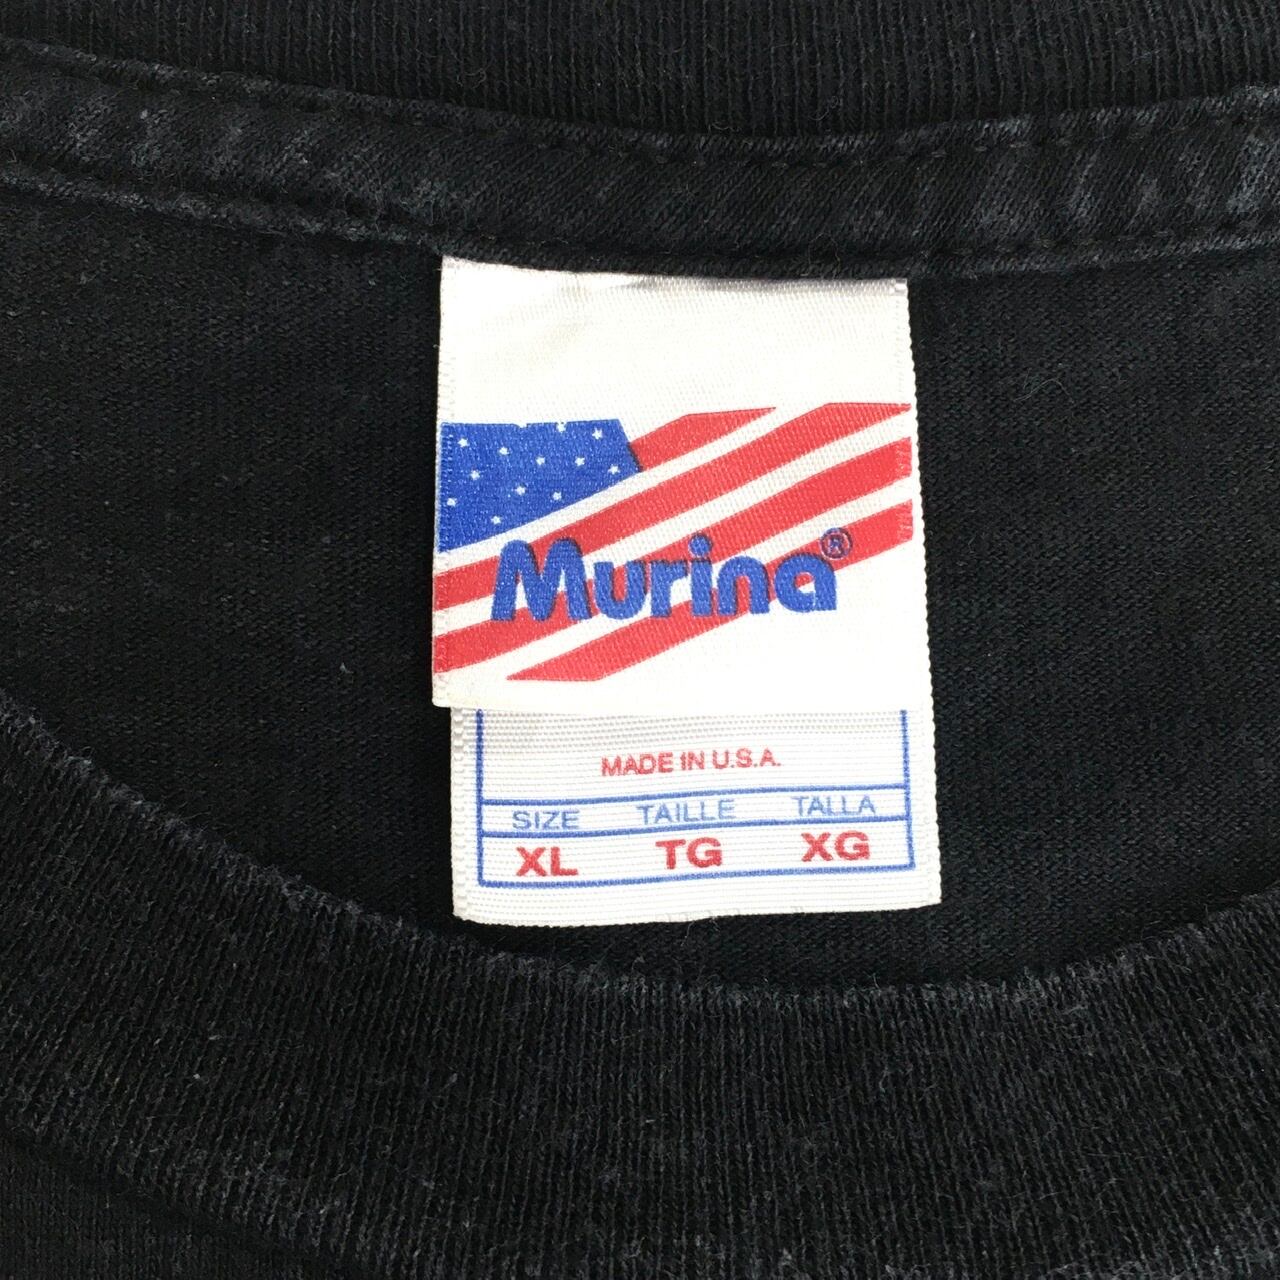 Murina®
MADE IN U.S.A.
SIZE TAILLE TALLA
XL TG XG